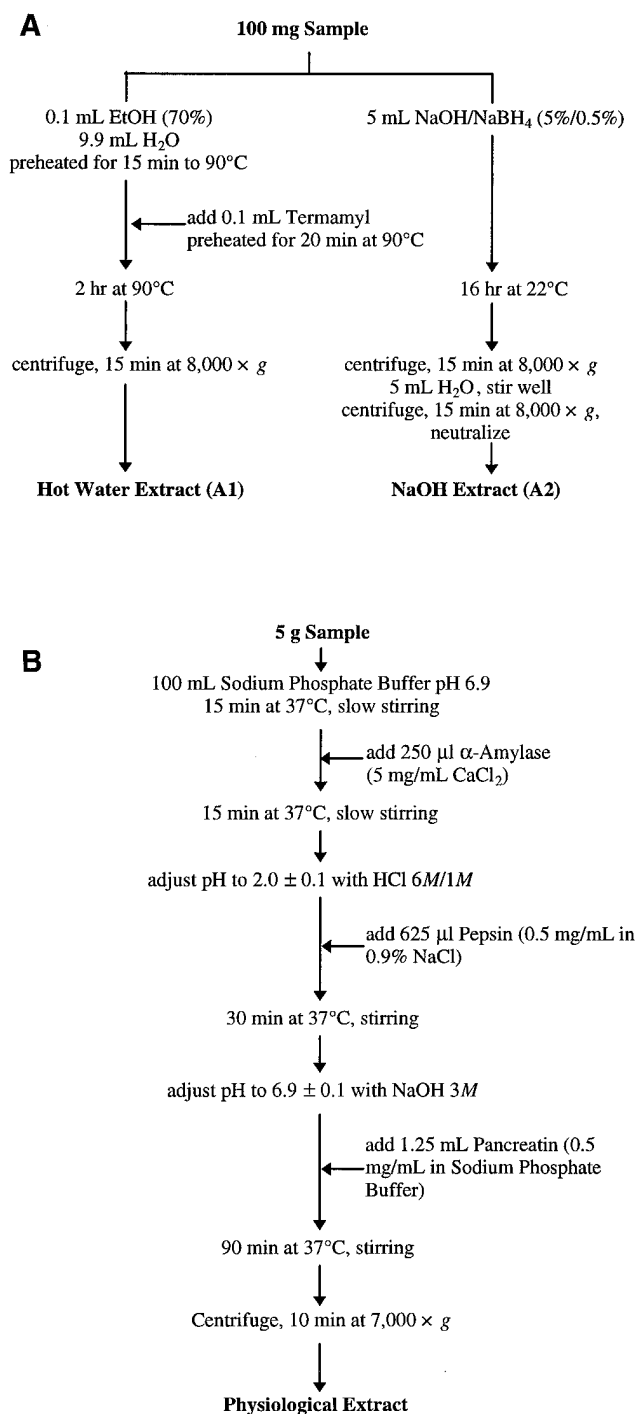 A
100 mg Sample
0.1 mL EtOH (70%)
9.9 mL H₂O
preheated for 15 min to 90°C
5 mL NaOH/NaBH₄ (5%/0.5%)
add 0.1 mL Termamyl
preheated for 20 min at 90°C
2 hr at 90°C
16 hr at 22°C
centrifuge, 15 min at 8,000 × g
centrifuge, 15 min at 8,000 × g
5 mL H₂O, stir well
centrifuge, 15 min at 8,000 × g,
neutralize
Hot Water Extract (A1)
NaOH Extract (A2)
B
5 g Sample
100 mL Sodium Phosphate Buffer pH 6.9
15 min at 37°C, slow stirring
add 250 µl α-Amylase
(5 mg/mL CaCl₂)
15 min at 37°C, slow stirring
adjust pH to 2.0 ± 0.1 with HCl 6M/1M
add 625 µl Pepsin (0.5 mg/mL in
0.9% NaCl)
30 min at 37°C, stirring
adjust pH to 6.9 ± 0.1 with NaOH 3M
add 1.25 mL Pancreatin (0.5
mg/mL in Sodium Phosphate
Buffer)
90 min at 37°C, stirring
Centrifuge, 10 min at 7,000 × g
Physiological Extract